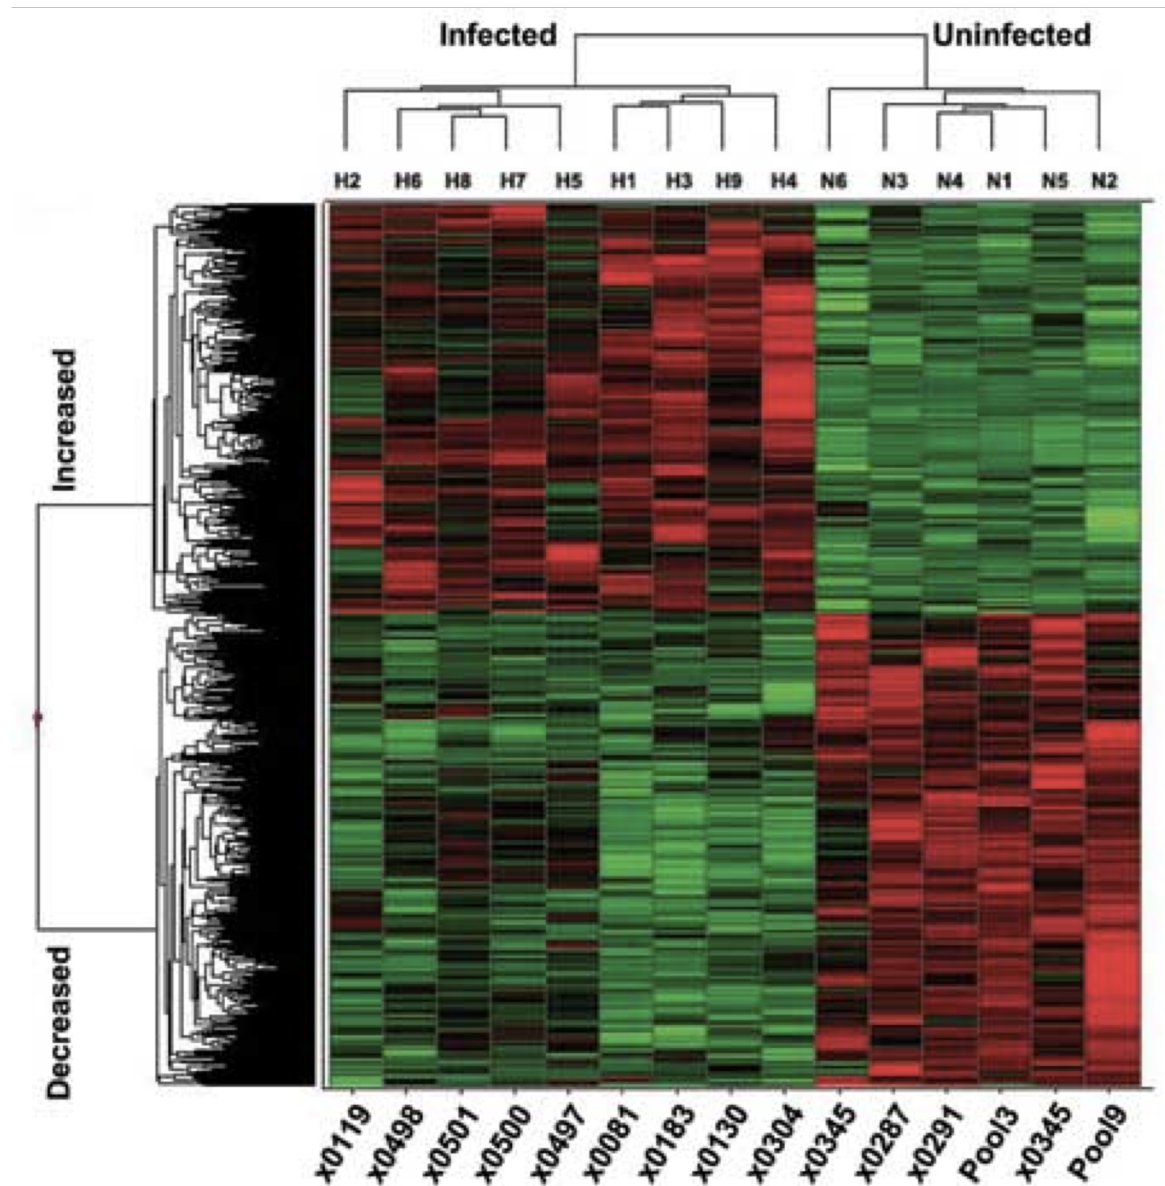 Infected Uninfected
H2 H6 H8 H7 H5 H1 H3 H9 H4 N6 N3 N4 N1 N5 N2
Increased
Decreased
x0119 x0498 x0501 x0500 x0497 x0081 x0183 x0130 x0304 x0345 x0287 x0291 Pool3 x0345 Pool9